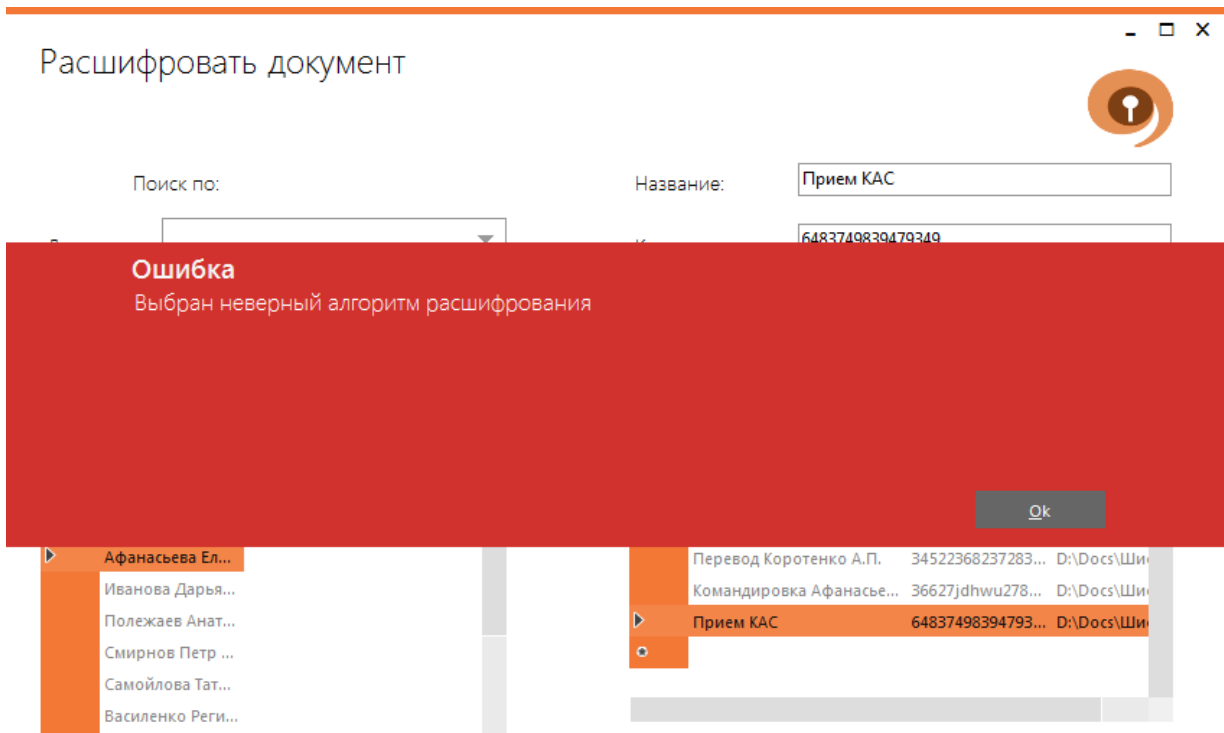 Расшифровать документ
Поиск по:
Название:
Прием КАС
6483749839479349
Ошибка
Выбран неверный алгоритм расшифрования
Ok
Афанасьева Ел...
Иванова Дарья...
Полежаев Анат...
Смирнов Петр ...
Самойлова Тат...
Василенко Реги...
Перевод Коротенко А.П. 34522368237283... D:\Docs\Ши
Командировка Афанасье... 36627jdhwu278... D:\Docs\Ши
Прием КАС 64837498394793... D:\Docs\Ши